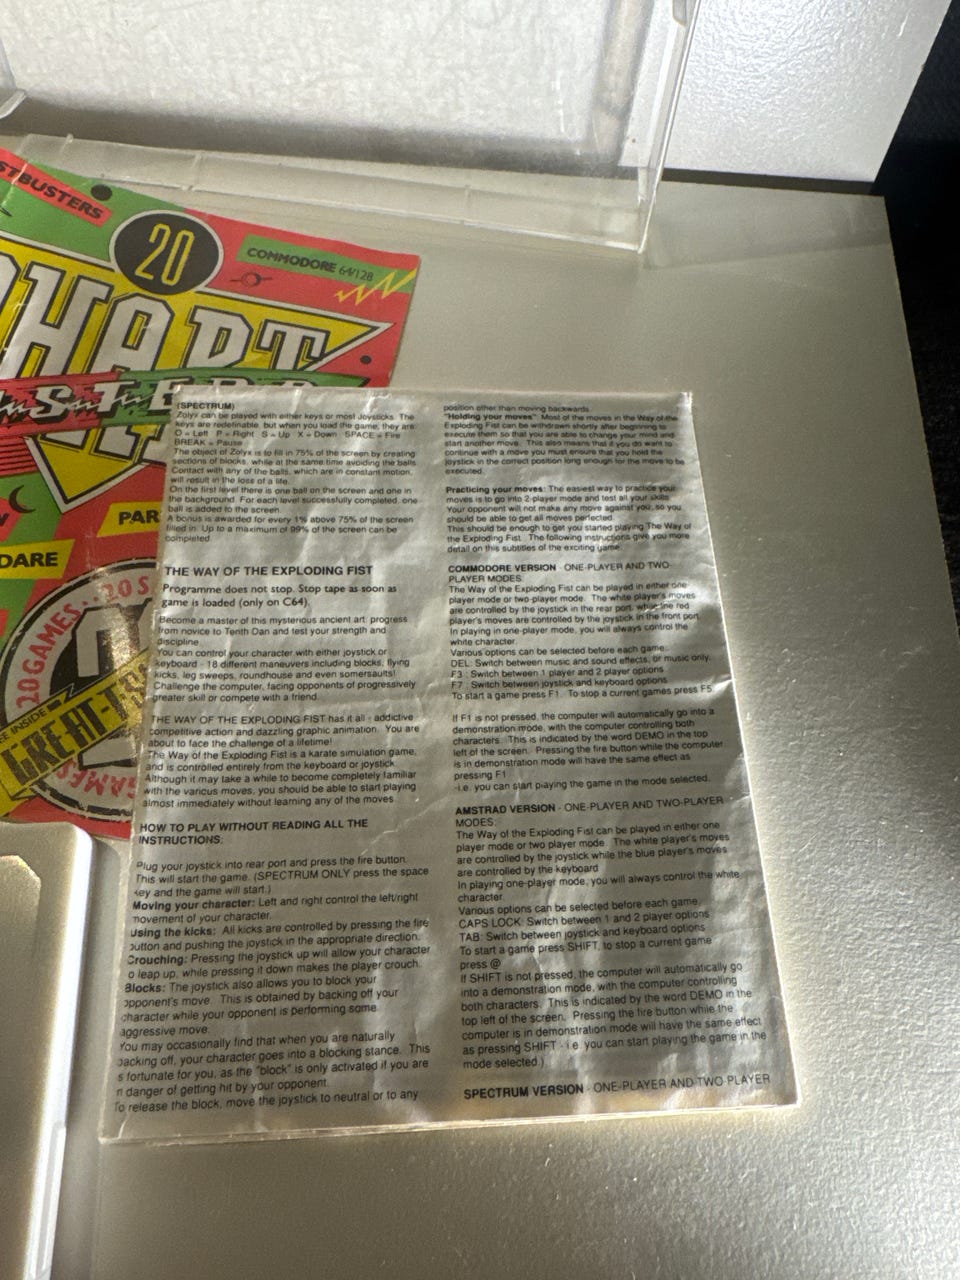 STBUSTERS
20
COMMODORE 64/128
HART
STERS
PAR
DARE
20 GAMES...20 S
E INSIDE
GREAT
GAMES
(SPECTRUM)
Zolyx can be played with either keys or most Joysticks. The
keys are redefinable, but when you load the game, they are:
O = Left P = Right S = Up X = Down SPACE = Fire
BREAK = Pause
The object of Zolyx is to fill in 75% of the screen by creating
sections of blocks, while at the same time avoiding the balls.
Contact with any of the balls, which are in constant motion,
will result in the loss of a life.
On the first level there is one ball on the screen and one in
the background. For each level successfully completed, one
ball is added to the screen.
A bonus is awarded for every 1% above 75% of the screen
filled in. Up to a maximum of 99% of the screen can be
completed.
THE WAY OF THE EXPLODING FIST
Programme does not stop. Stop tape as soon as
game is loaded (only on C64).
Become a master of this mysterious ancient art: progress
from novice to Tenth Dan and test your strength and
discipline.
You can control your character with either joystick or
keyboard - 18 different maneuvers including blocks, flying
kicks, leg sweeps, roundhouse and even somersaults!
Challenge the computer, facing opponents of progressively
greater skill or compete with a friend.
THE WAY OF THE EXPLODING FIST has it all - addictive
competitive action and dazzling graphic animation. You are
about to face the challenge of a lifetime!
The Way of the Exploding Fist is a karate simulation game,
and is controlled entirely from the keyboard or joystick.
Although it may take a while to become completely familiar
with the various moves, you should be able to start playing
almost immediately without learning any of the moves.
HOW TO PLAY WITHOUT READING ALL THE
INSTRUCTIONS:
Plug your joystick into rear port and press the fire button.
This will start the game. (SPECTRUM ONLY press the space
key and the game will start.)
Moving your character: Left and right control the left/right
movement of your character.
Using the kicks: All kicks are controlled by pressing the fire
button and pushing the joystick in the appropriate direction.
Crouching: Pressing the joystick up will allow your character
o leap up, while pressing it down makes the player crouch.
Blocks: The joystick also allows you to block your
opponent's move. This is obtained by backing off your
character while your opponent is performing some
aggressive move.
You may occasionally find that when you are naturally
backing off, your character goes into a blocking stance. This
s fortunate for you, as the "block" is only activated if you are
n danger of getting hit by your opponent.
To release the block, move the joystick to neutral or to any
position other than moving backwards.
"Holding your moves": Most of the moves in the Way of the
Exploding Fist can be withdrawn shortly after beginning to
execute them so that you are able to change your mind and
start another move. This also means that if you do want to
continue with a move you must ensure that you hold the
joystick in the correct position long enough for the move to be
executed.
Practicing your moves: The easiest way to practice your
moves is to go into 2-player mode and test all your skills.
Your opponent will not make any move against you, so you
should be able to get all moves perfected.
This should be enough to get you started playing The Way of
the Exploding Fist. The following instructions give you more
detail on this subtitles of the exciting game.
COMMODORE VERSION - ONE-PLAYER AND TWO-
PLAYER MODES
The Way of the Exploding Fist can be played in either one
player mode or two-player mode. The white player's moves
are controlled by the joystick in the rear port, while the red
player's moves are controlled by the joystick in the front port.
In playing in one-player mode, you will always control the
white character.
Various options can be selected before each game:
DEL: Switch between music and sound effects, or music only.
F3 : Switch between 1 player and 2 player options
F7 : Switch between joystick and keyboard options
To start a game press F1. To stop a current games press F5.
If F1 is not pressed, the computer will automatically go into a
demonstration mode, with the computer controlling both
characters. This is indicated by the word DEMO in the top
left of the screen. Pressing the fire button while the computer
is in demonstration mode will have the same effect as
pressing F1
-i.e. you can start playing the game in the mode selected.
AMSTRAD VERSION - ONE-PLAYER AND TWO-PLAYER
MODES:
The Way of the Exploding Fist can be played in either one
player mode or two player mode. The white player's moves
are controlled by the joystick while the blue player's moves
are controlled by the keyboard
In playing one-player mode, you will always control the white
character.
Various options can be selected before each game.
CAPS LOCK: Switch between 1 and 2 player options
TAB: Switch between joystick and keyboard options
To start a game press SHIFT, to stop a current game
press @
If SHIFT is not pressed, the computer will automatically go
into a demonstration mode, with the computer controlling
both characters. This is indicated by the word DEMO in the
top left of the screen. Pressing the fire button while the
computer is in demonstration mode will have the same effect
as pressing SHIFT - i.e. you can start playing the game in the
mode selected.)
SPECTRUM VERSION - ONE-PLAYER AND TWO PLAYER